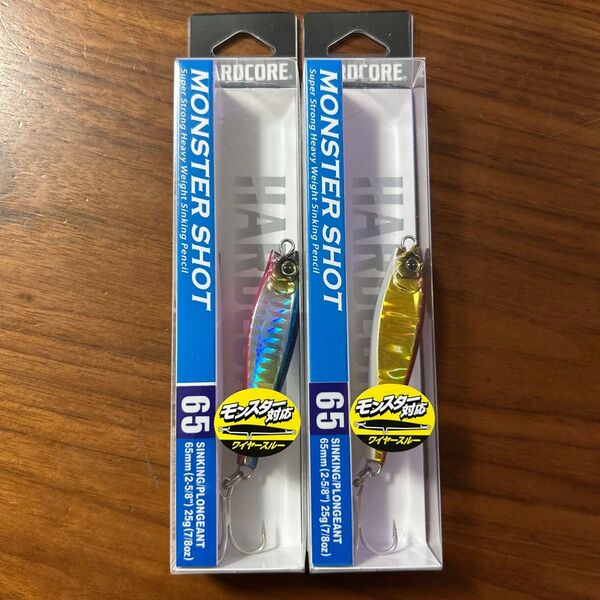 ARDCORE®
MONSTER SHOT
Super Strong Heavy Weight Sinking Pencil
HARDCORE
モンスター対応
ワイヤースルー
65
SINKING/PLONGEANT
65mm (2-5/8") 25g (7/8oz)
RDCORE®
MONSTER SHOT
Super Strong Heavy Weight Sinking Pencil
HARDCORE
モンスター対応
ワイヤースルー
65
SINKING/PLONGEANT
65mm (2-5/8") 25g (7/8oz)